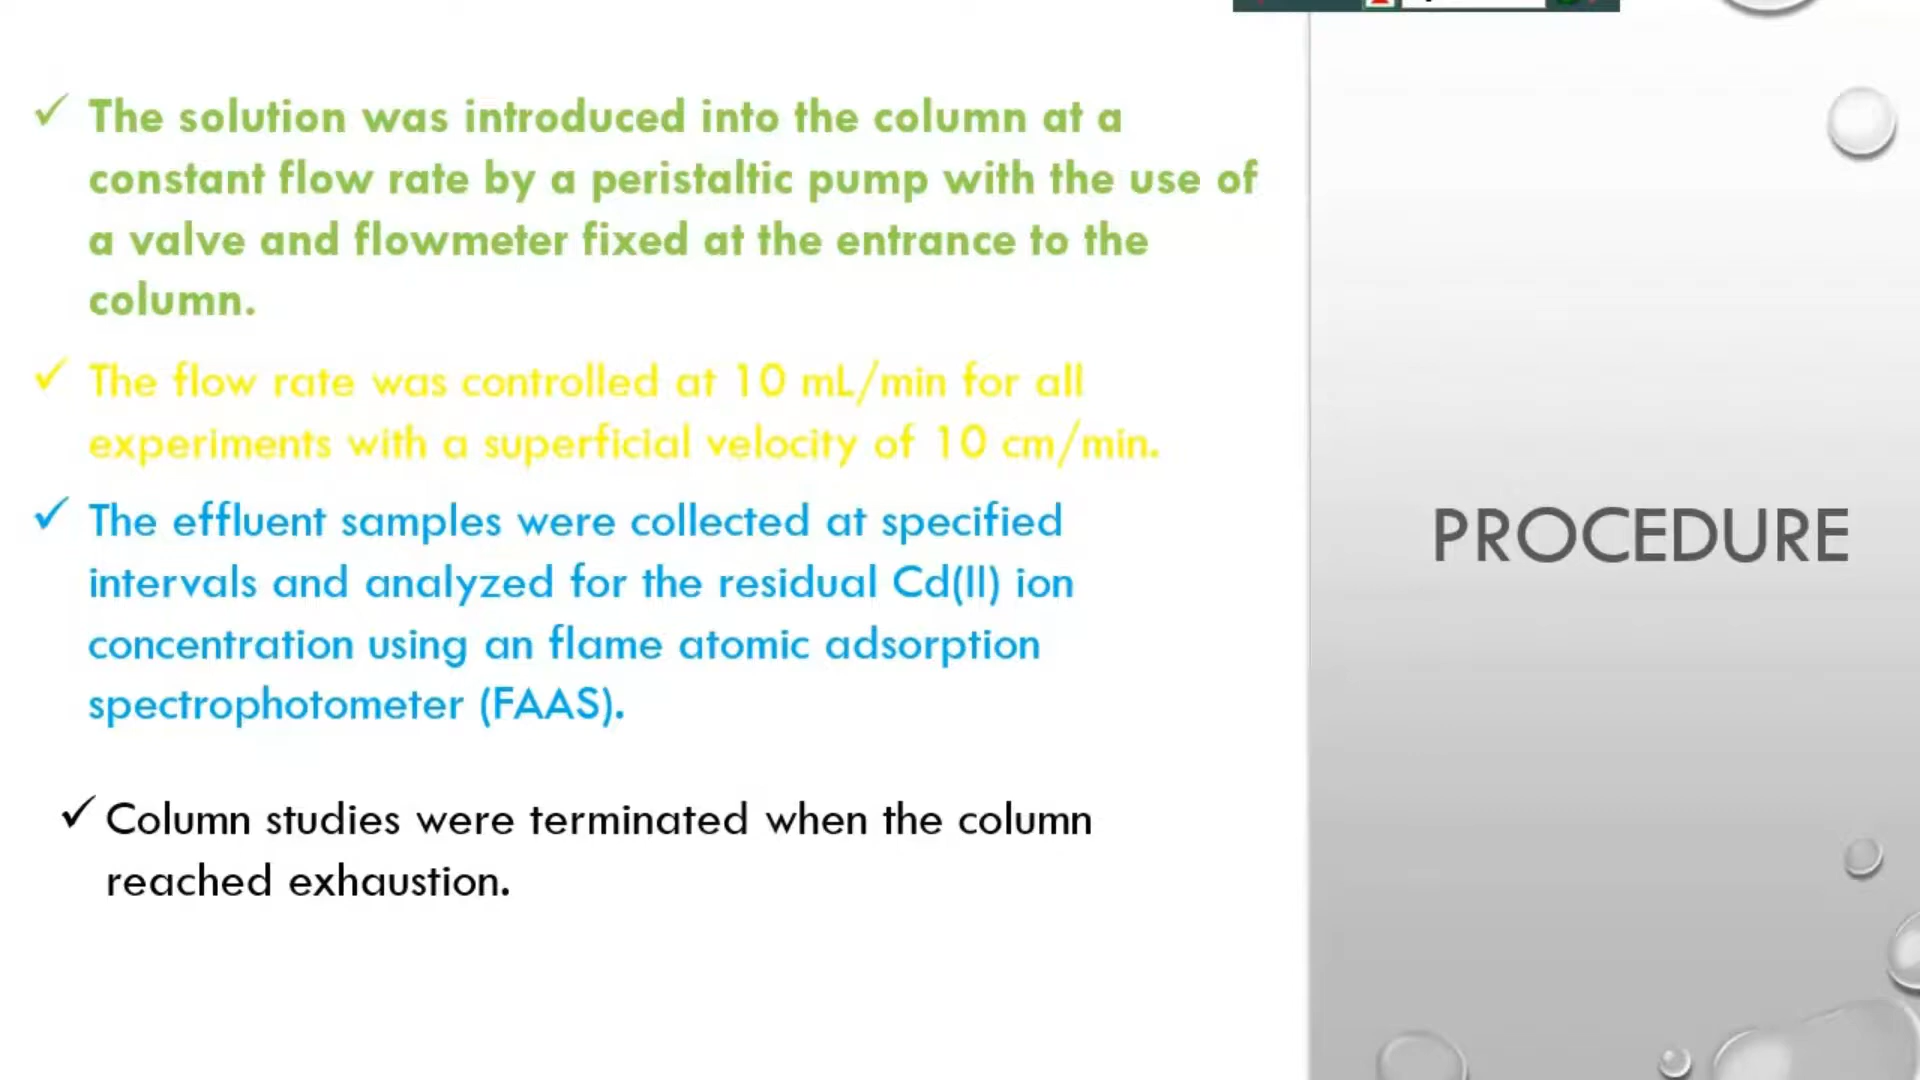 ✓ The solution was introduced into the column at a
constant flow rate by a peristaltic pump with the use of
a valve and flowmeter fixed at the entrance to the
column.
✓ The flow rate was controlled at 10 mL/min for all
experiments with a superficial velocity of 10 cm/min.
✓ The effluent samples were collected at specified
intervals and analyzed for the residual Cd(II) ion
concentration using an flame atomic adsorption
spectrophotometer (FAAS).
✓ Column studies were terminated when the column
reached exhaustion.
PROCEDURE